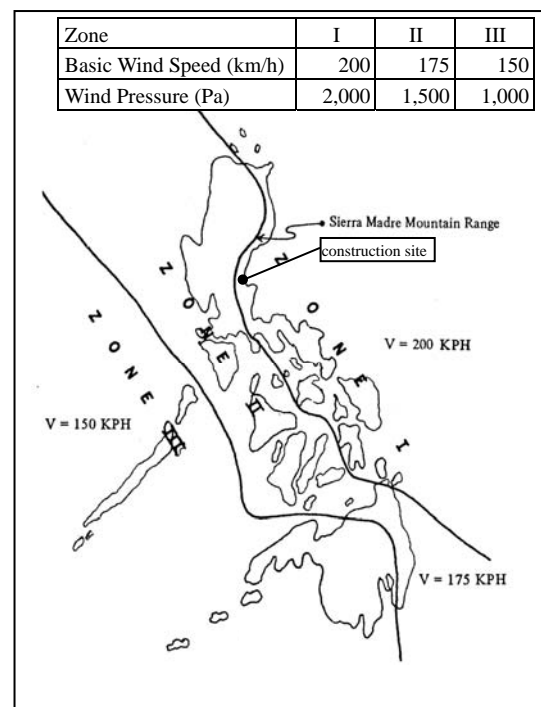 Zone I II III
Basic Wind Speed (km/h) 200 175 150
Wind Pressure (Pa) 2,000 1,500 1,000
Sierra Madre Mountain Range
construction site
ZONE I
V = 200 KPH
ZONE II
ZONE III
V = 150 KPH
V = 175 KPH